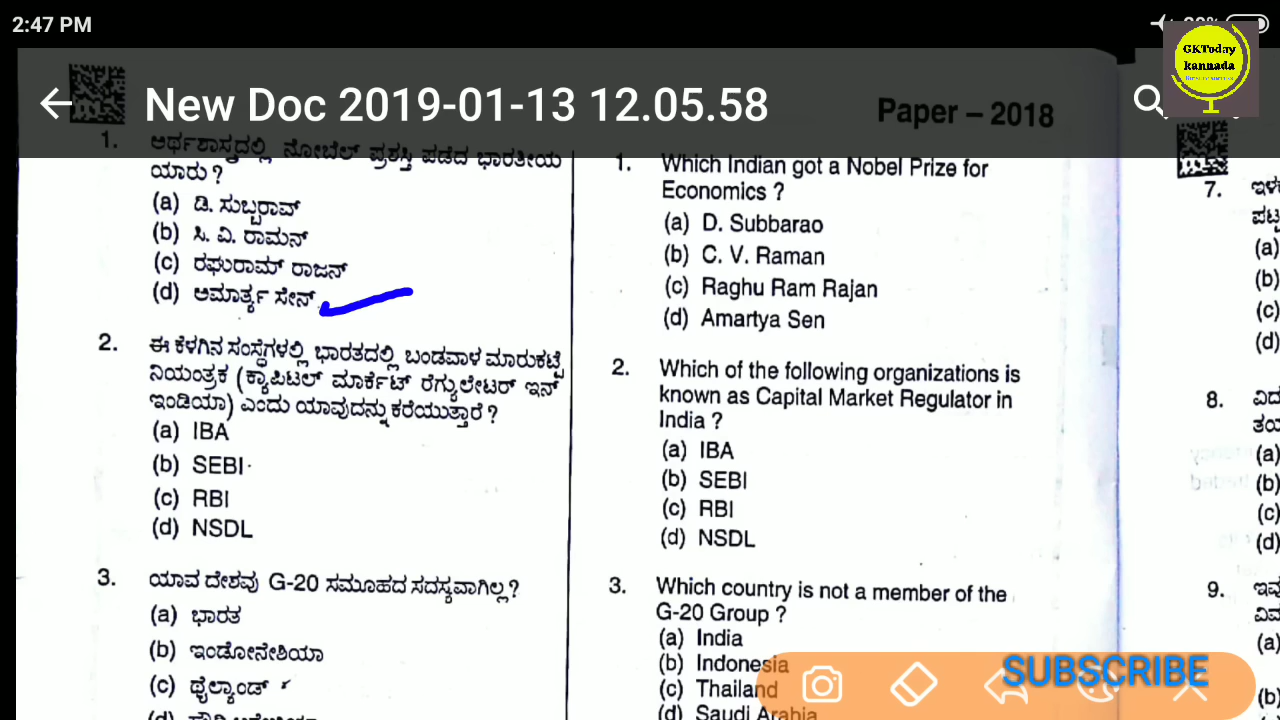 2:47 PM
GKToday
kannada
New Doc 2019-01-13 12.05.58
Paper – 2018
1. ಅರ್ಥಶಾಸ್ತ್ರದಲ್ಲಿ ನೋಬೆಲ್ ಪ್ರಶಸ್ತಿ ಪಡೆದ ಭಾರತೀಯ
ಯಾರು ?
(a) ಡಿ. ಸುಬ್ಬರಾವ್
(b) ಸಿ. ವಿ. ರಾಮನ್
(c) ರಘುರಾಮ್ ರಾಜನ್
(d) ಅಮಾರ್ತ್ಯ ಸೇನ್
2. ಈ ಕೆಳಗಿನ ಸಂಸ್ಥೆಗಳಲ್ಲಿ ಭಾರತದಲ್ಲಿ ಬಂಡವಾಳ ಮಾರುಕಟ್ಟೆ
ನಿಯಂತ್ರಕ (ಕ್ಯಾಪಿಟಲ್ ಮಾರ್ಕೆಟ್ ರೆಗ್ಯುಲೇಟರ್ ಇನ್
ಇಂಡಿಯಾ) ಎಂದು ಯಾವುದನ್ನು ಕರೆಯುತ್ತಾರೆ ?
(a) IBA
(b) SEBI
(c) RBI
(d) NSDL
3. ಯಾವ ದೇಶವು G-20 ಸಮೂಹದ ಸದಸ್ಯವಾಗಿಲ್ಲ ?
(a) ಭಾರತ
(b) ಇಂಡೋನೇಶಿಯಾ
(c) ಥೈಲ್ಯಾಂಡ್
1. Which Indian got a Nobel Prize for
Economics ?
(a) D. Subbarao
(b) C. V. Raman
(c) Raghu Ram Rajan
(d) Amartya Sen
2. Which of the following organizations is
known as Capital Market Regulator in
India ?
(a) IBA
(b) SEBI
(c) RBI
(d) NSDL
3. Which country is not a member of the
G-20 Group ?
(a) India
(b) Indonesia
(c) Thailand
(d) Saudi Arabia
7.
(a)
(b)
(c)
(d)
8.
(a)
(b)
(c)
(d)
9.
(a)
(b)
SUBSCRIBE